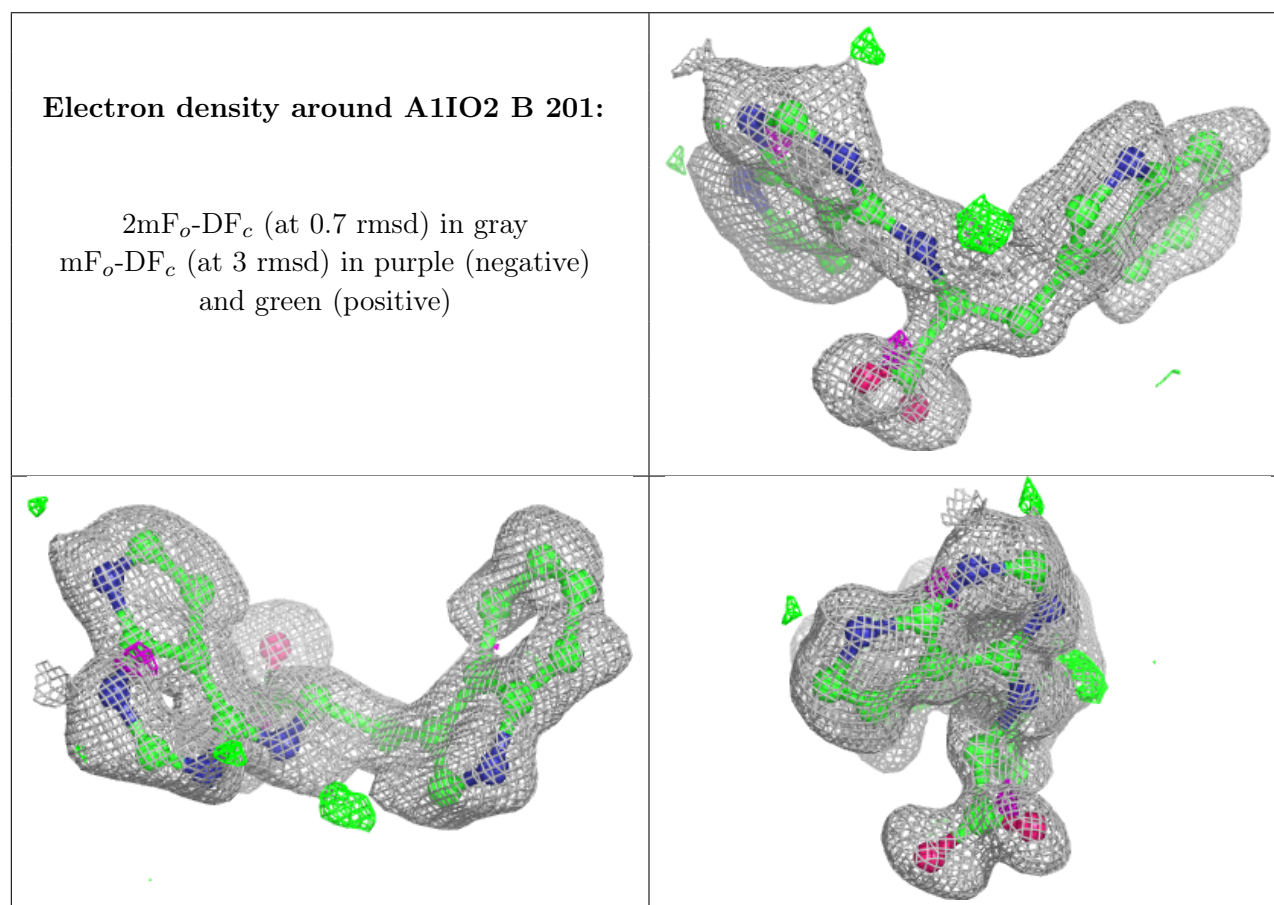 Electron density around A1IO2 B 201:
2mFo-DFc (at 0.7 rmsd) in gray
mFo-DFc (at 3 rmsd) in purple (negative)
and green (positive)